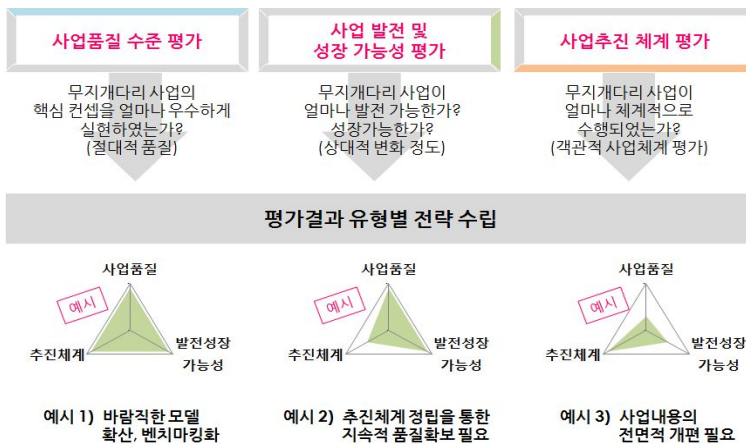 사업품질 수준 평가
사업 발전 및
성장 가능성 평가
사업추진 체계 평가
무지개다리 사업의
핵심 컨셉을 얼마나 우수하게
실현하였는가?
(절대적 품질)
무지개다리 사업이
얼마나 발전 가능한가?
성장가능한가?
(상대적 변화 정도)
무지개다리 사업이
얼마나 체계적으로
수행되었는가?
(객관적 사업체계 평가)
평가결과 유형별 전략 수립
사업품질
예시
추진체계
발전성장
가능성
사업품질
예시
추진체계
발전성장
가능성
사업품질
예시
추진체계
발전성장
가능성
예시 1) 바람직한 모델
확산, 벤치마킹화
예시 2) 추진체계 정립을 통한
지속적 품질확보 필요
예시 3) 사업내용의
전면적 개편 필요